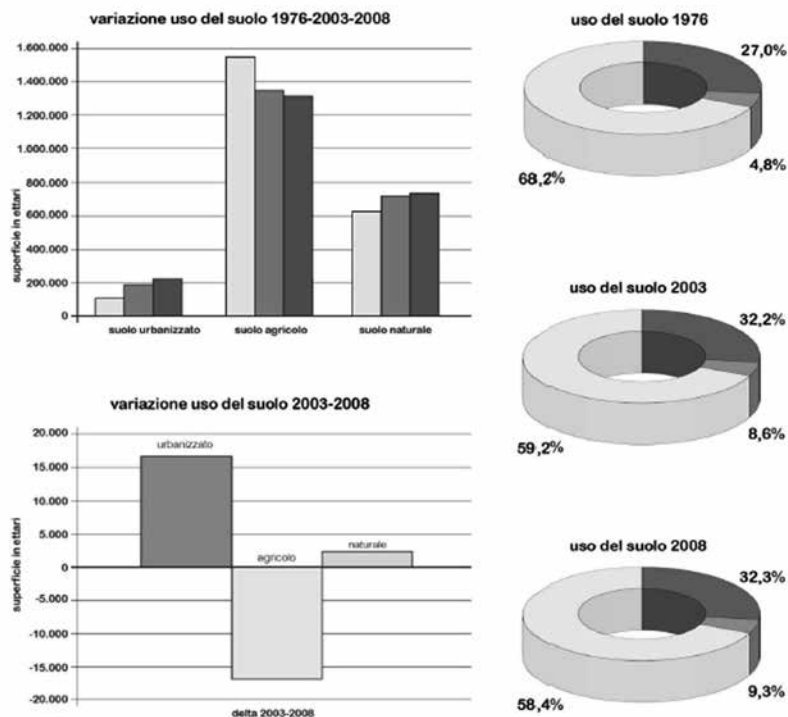 variazione uso del suolo 1976-2003-2008
superficie in ettari
1.600.000
1.400.000
1.200.000
1.000.000
800.000
600.000
400.000
200.000
0
suolo urbanizzato
suolo agricolo
suolo naturale
variazione uso del suolo 2003-2008
superficie in ettari
20.000
15.000
10.000
5.000
0
-5.000
-10.000
-15.000
-20.000
urbanizzato
agricolo
naturale
delta 2003-2008
uso del suolo 1976
27,0%
4,8%
68,2%
uso del suolo 2003
32,2%
8,6%
59,2%
uso del suolo 2008
32,3%
9,3%
58,4%